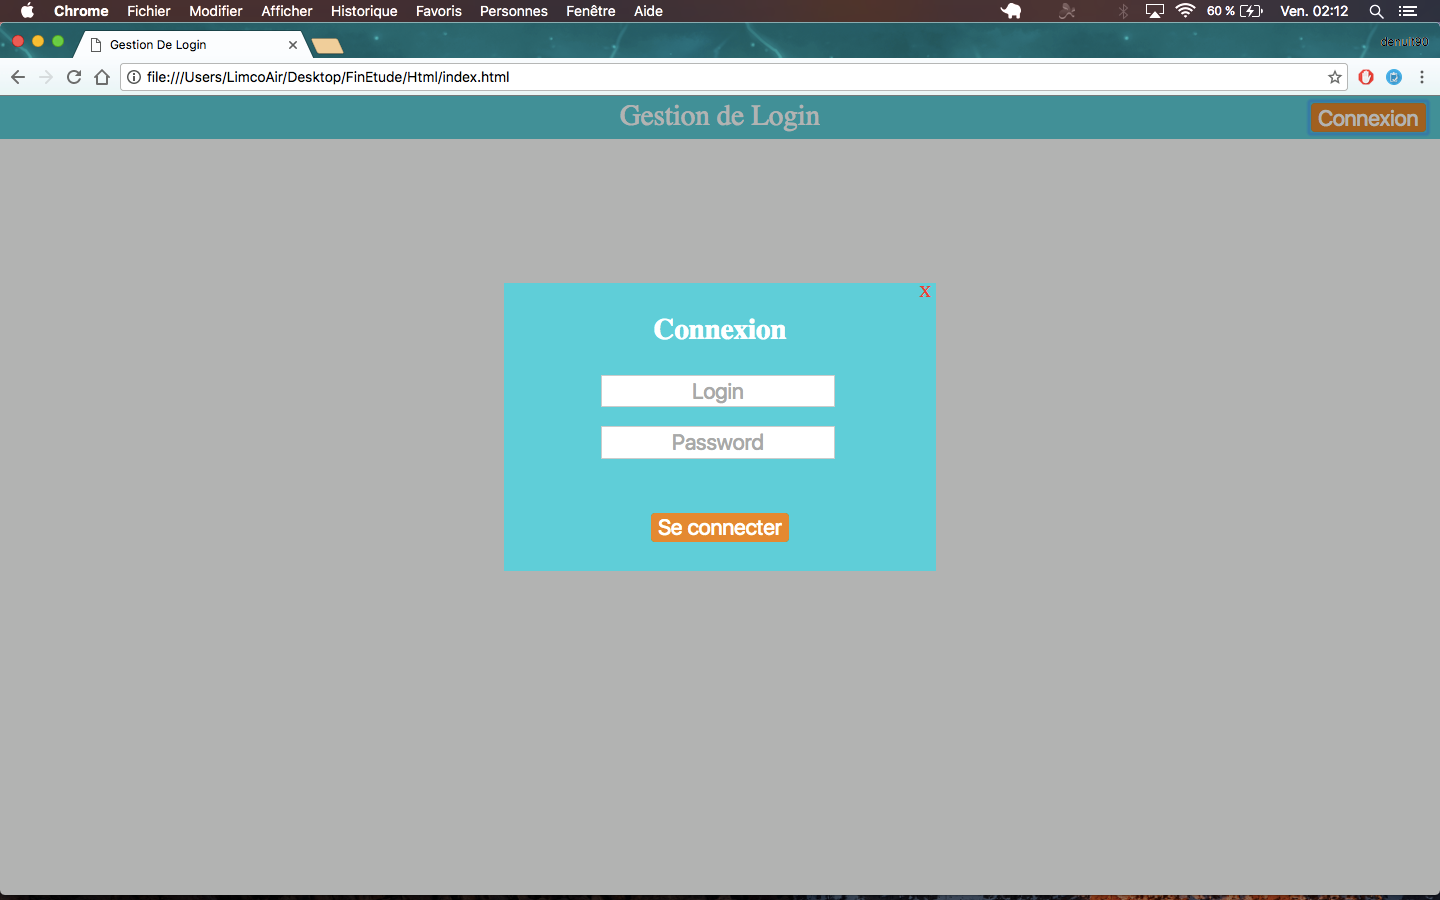 Chrome Fichier Modifier Afficher Historique Favoris Personnes Fenêtre Aide 60 % Ven. 02:12
Gestion De Login
file:///Users/LimcoAir/Desktop/FinEtude/Html/index.html
Gestion de Login Connexion
X
Connexion
Login
Password
Se connecter